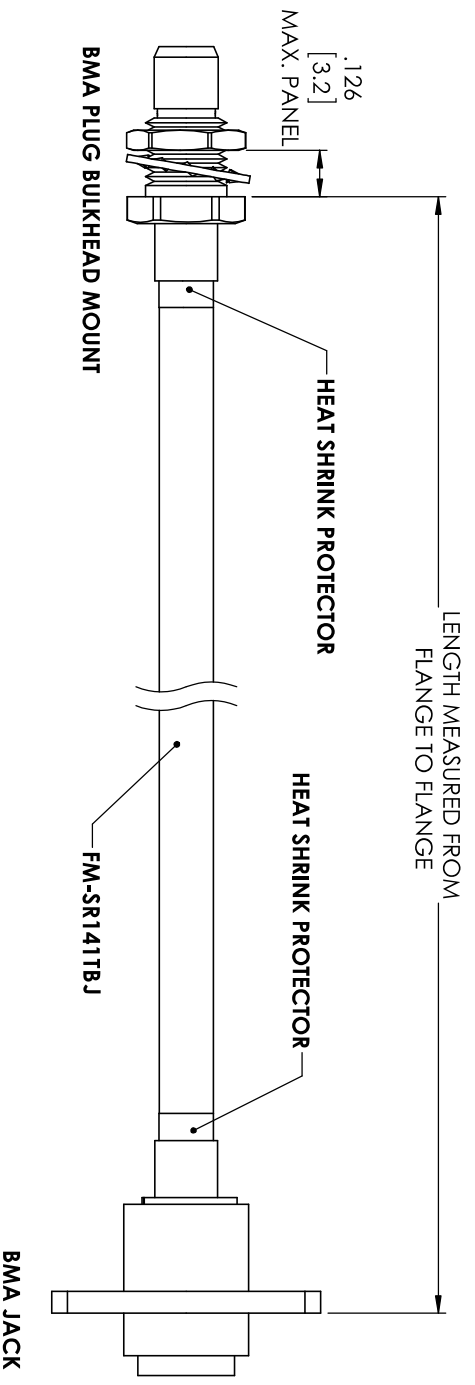 LENGTH MEASURED FROM
FLANGE TO FLANGE
.126
[3.2]
MAX. PANEL
HEAT SHRINK PROTECTOR
HEAT SHRINK PROTECTOR
FM-SR141TBJ
BMA PLUG BULKHEAD MOUNT
BMA JACK